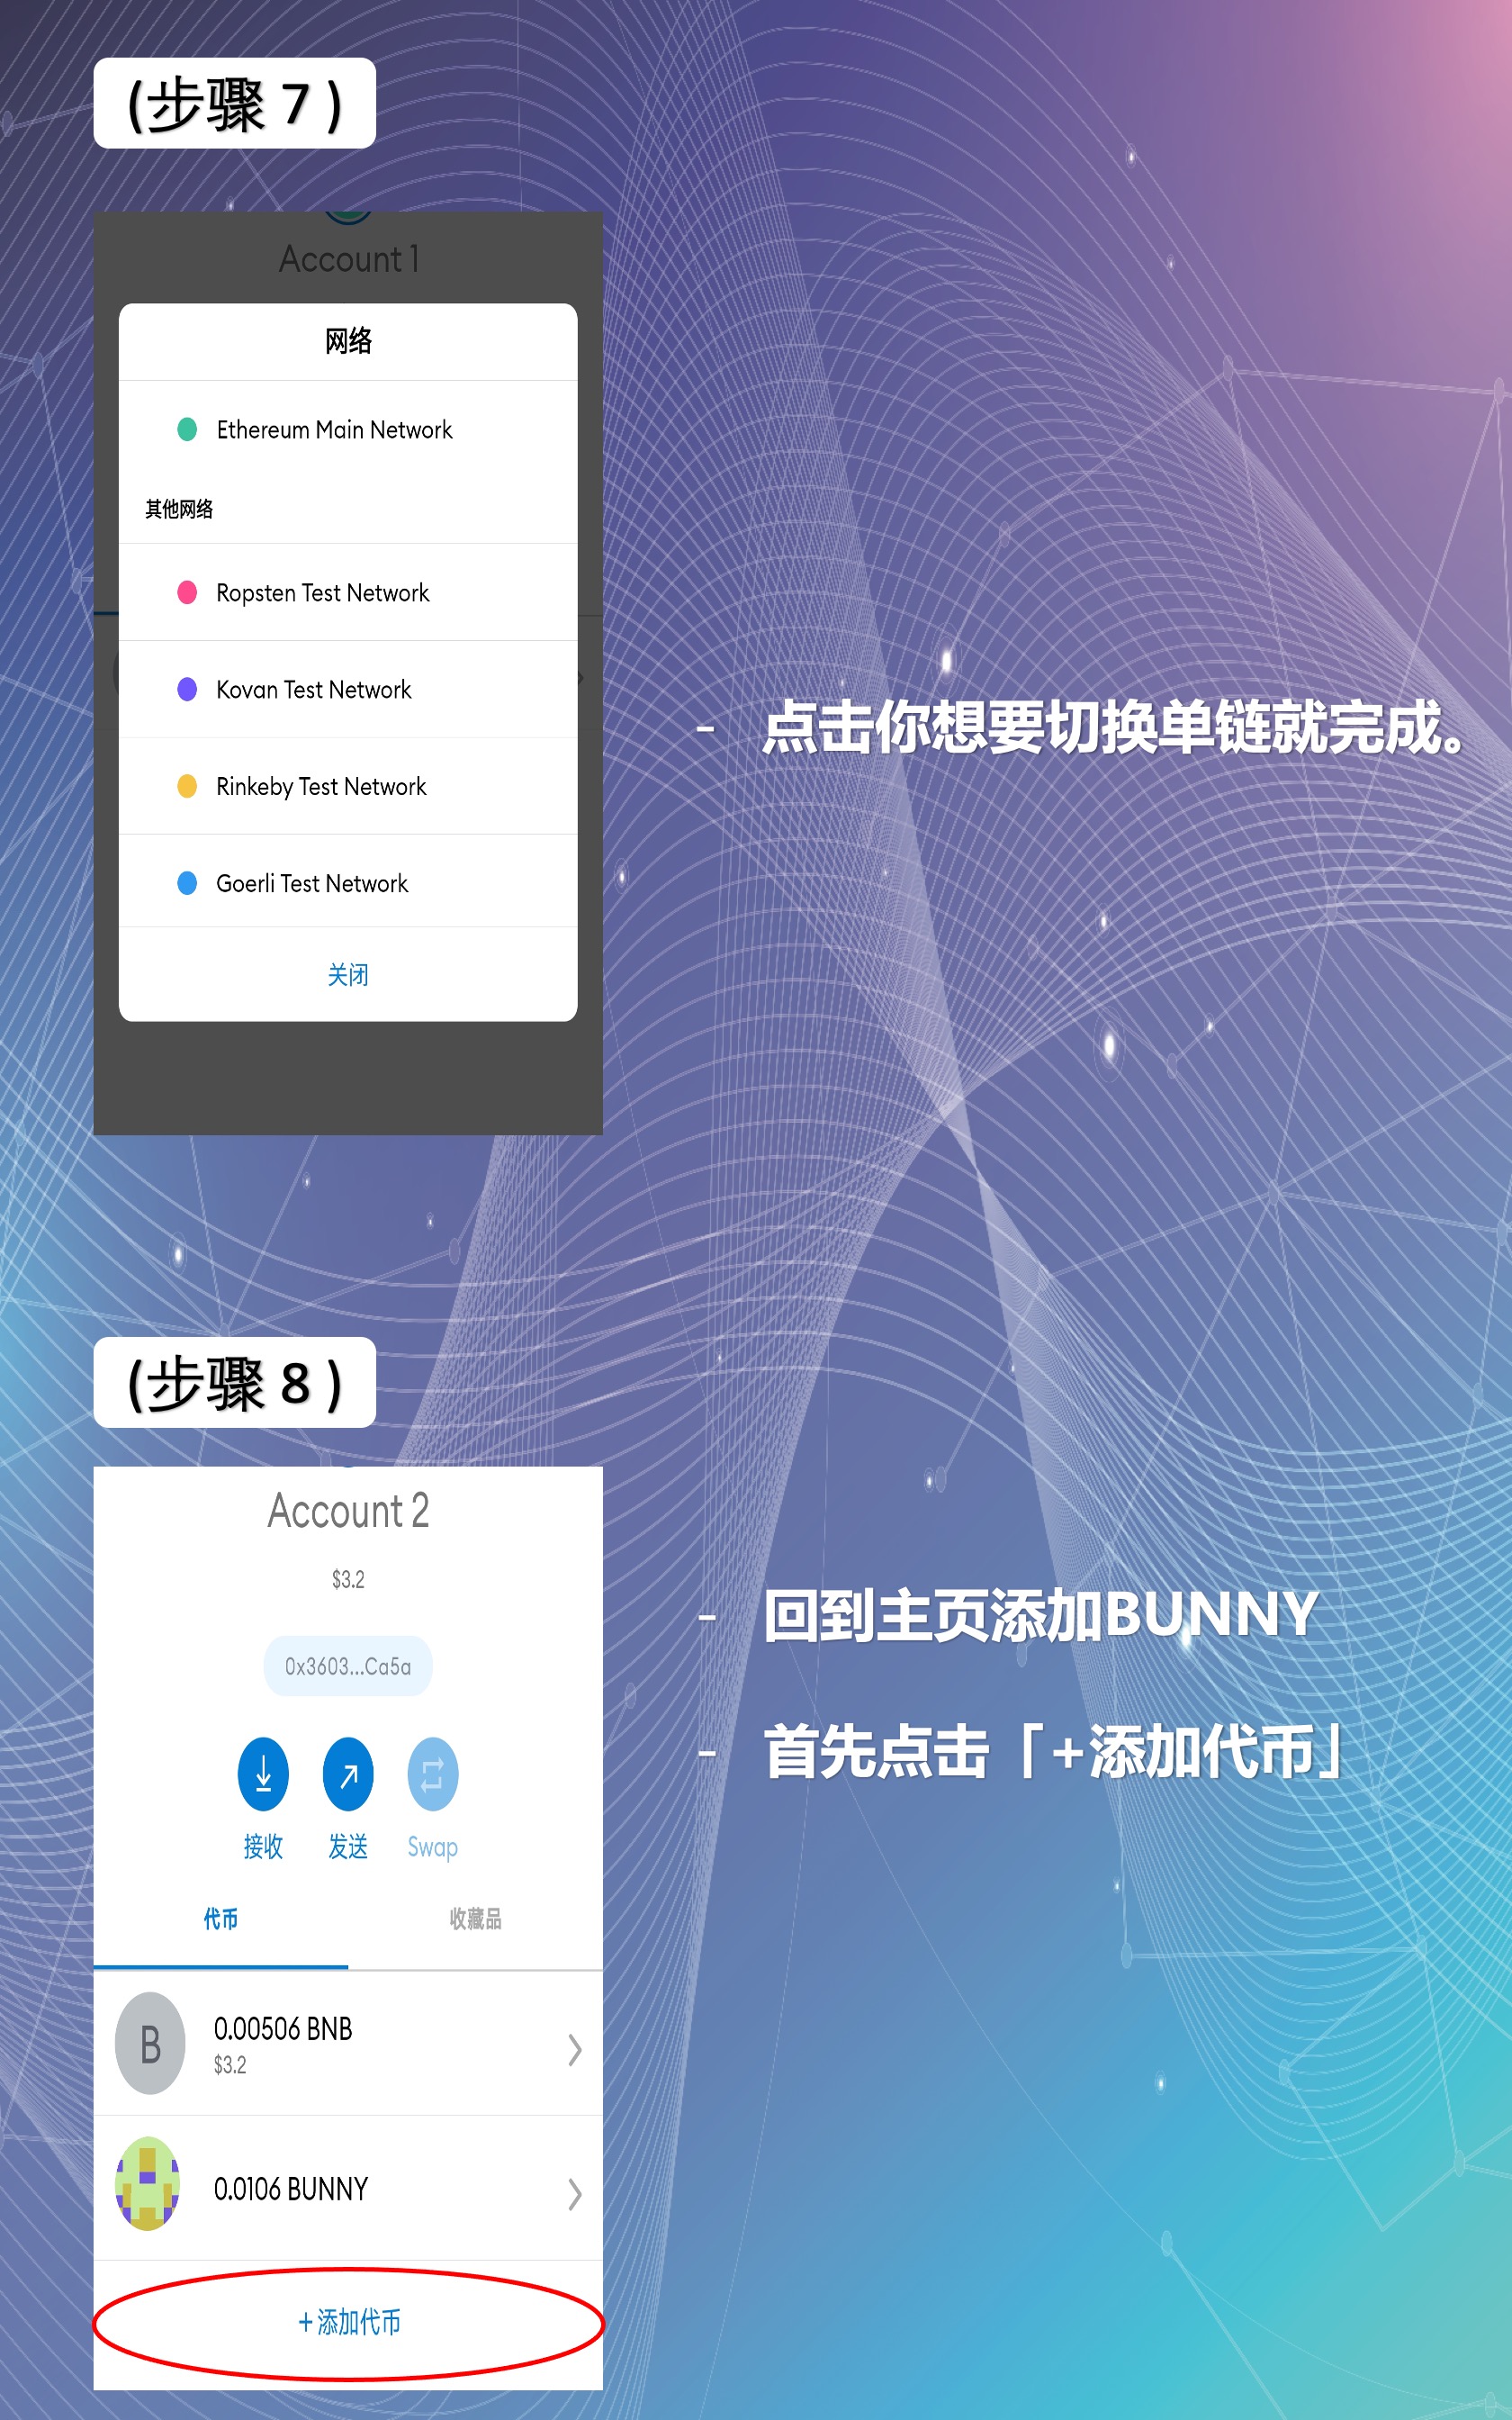 (步骤 7 )
Account 1
网络
Ethereum Main Network
其他网络
Ropsten Test Network
Kovan Test Network
Rinkeby Test Network
Goerli Test Network
关闭
- 点击你想要切换单链就完成。
(步骤 8 )
Account 2
$3.2
0x3603...Ca5a
接收 发送 Swap
代币 收藏品
B
0.00506 BNB
$3.2
0.0106 BUNNY
+ 添加代币
- 回到主页添加BUNNY
- 首先点击「+添加代币」